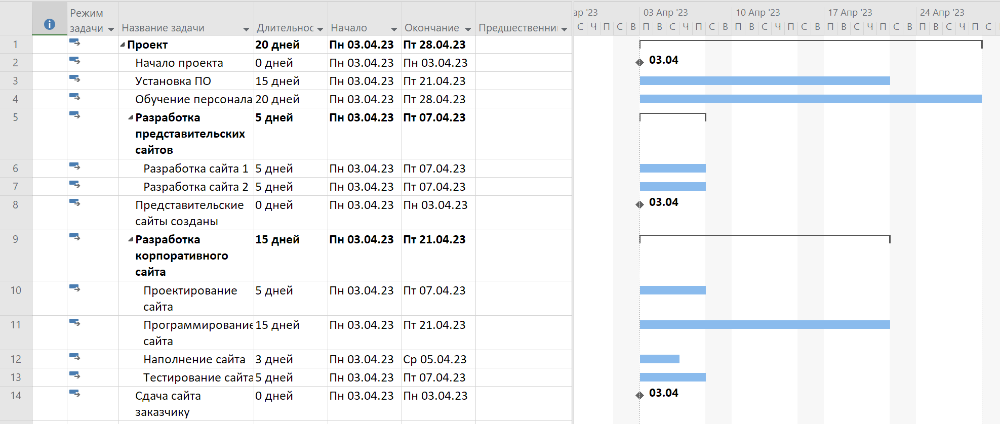 Режим задачи Название задачи Длительнос Начало Окончание Предшественни
ар '23 03 Апр '23 10 Апр '23 17 Апр '23 24 Апр '23
С Ч П С В П В С Ч П С В П В С Ч П С В П В С Ч П С В П В С Ч П С
1 Проект 20 дней Пн 03.04.23 Пт 28.04.23
2 Начало проекта 0 дней Пн 03.04.23 Пн 03.04.23 03.04
3 Установка ПО 15 дней Пн 03.04.23 Пт 21.04.23
4 Обучение персонала 20 дней Пн 03.04.23 Пт 28.04.23
5 Разработка 5 дней Пн 03.04.23 Пт 07.04.23
представительских
сайтов
6 Разработка сайта 1 5 дней Пн 03.04.23 Пт 07.04.23
7 Разработка сайта 2 5 дней Пн 03.04.23 Пт 07.04.23
8 Представительские 0 дней Пн 03.04.23 Пн 03.04.23 03.04
сайты созданы
9 Разработка 15 дней Пн 03.04.23 Пт 21.04.23
корпоративного
сайта
10 Проектирование 5 дней Пн 03.04.23 Пт 07.04.23
сайта
11 Программирование 15 дней Пн 03.04.23 Пт 21.04.23
сайта
12 Наполнение сайта 3 дней Пн 03.04.23 Ср 05.04.23
13 Тестирование сайта 5 дней Пн 03.04.23 Пт 07.04.23
14 Сдача сайта 0 дней Пн 03.04.23 Пн 03.04.23 03.04
заказчику